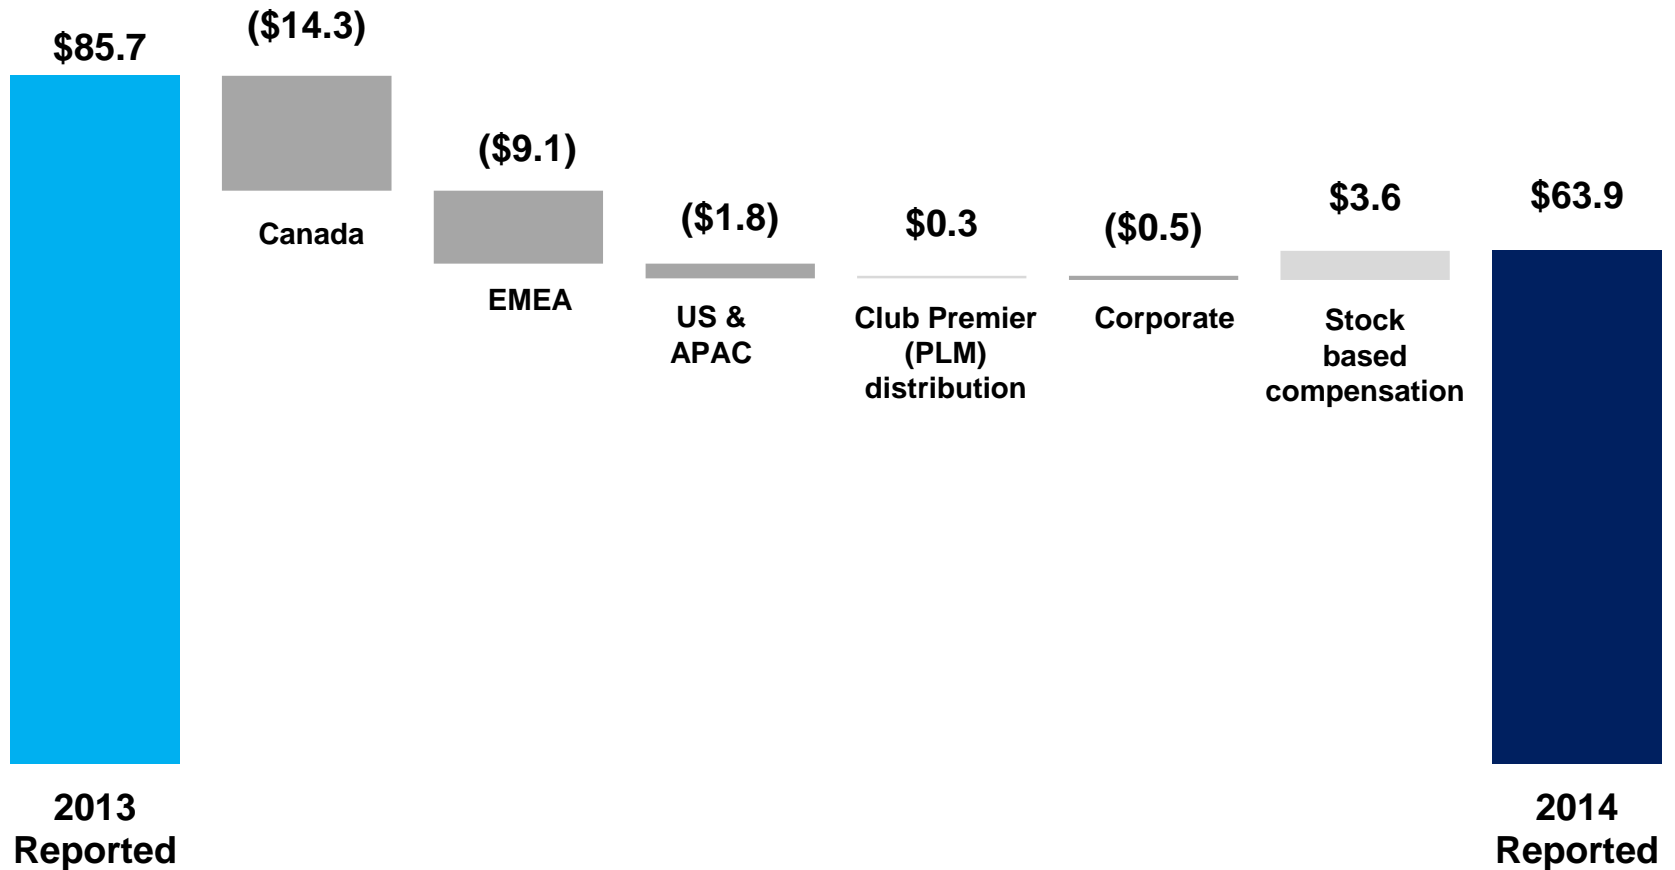 $85.7
($14.3)
Canada
($9.1)
EMEA
($1.8)
US &
APAC
$0.3
Club Premier
(PLM)
distribution
($0.5)
Corporate
$3.6
Stock
based
compensation
$63.9
2013
Reported
2014
Reported